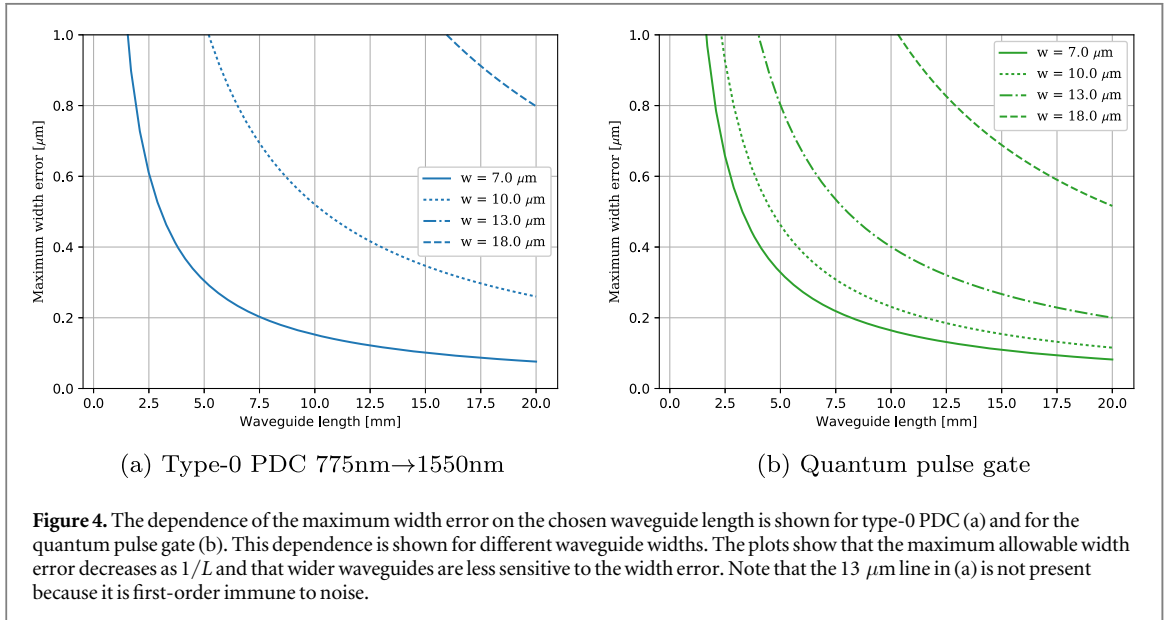 1.0
0.8
0.6
0.4
0.2
0.0
Maximum width error [μm]
w = 7.0 μm
w = 10.0 μm
w = 13.0 μm
w = 18.0 μm
0.0 2.5 5.0 7.5 10.0 12.5 15.0 17.5 20.0
Waveguide length [mm]
(a) Type-0 PDC 775nm→1550nm
1.0
0.8
0.6
0.4
0.2
0.0
Maximum width error [μm]
w = 7.0 μm
w = 10.0 μm
w = 13.0 μm
w = 18.0 μm
0.0 2.5 5.0 7.5 10.0 12.5 15.0 17.5 20.0
Waveguide length [mm]
(b) Quantum pulse gate
Figure 4. The dependence of the maximum width error on the chosen waveguide length is shown for type-0 PDC (a) and for the
quantum pulse gate (b). This dependence is shown for different waveguide widths. The plots show that the maximum allowable width
error decreases as 1/L and that wider waveguides are less sensitive to the width error. Note that the 13 μm line in (a) is not present
because it is first-order immune to noise.